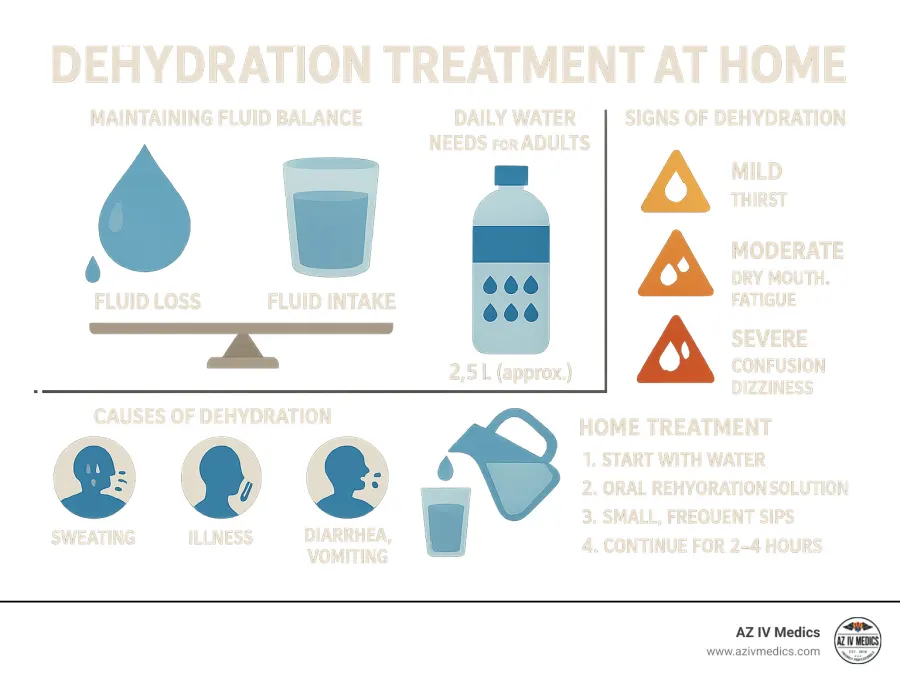 DEHYDRATION TREATMENT AT HOME
MAINTAINING FLUID BALANCE
FLUID LOSS
FLUID INTAKE
DAILY WATER
NEEDS FOR ADULTS
2,5 L (approx.)
SIGNS OF DEHYDRATION
MILD
THIRST
MODERATE
DRY MOUTH.
FATIGUE
SEVERE
CONFUSION
DIZZINESS
CAUSES OF DEHYDRATION
SWEATING
ILLNESS
DIARRHEA,
VOMITING
HOME TREATMENT
1. START WITH WATER
2. ORAL REHYORATION SOLUTION
3. SMALL, FREQUENT SIPS
4. CONTINUE FOR 2–4 HOURS
AZ IV Medics
www.azivmedics.com
AZ IV MEDICS